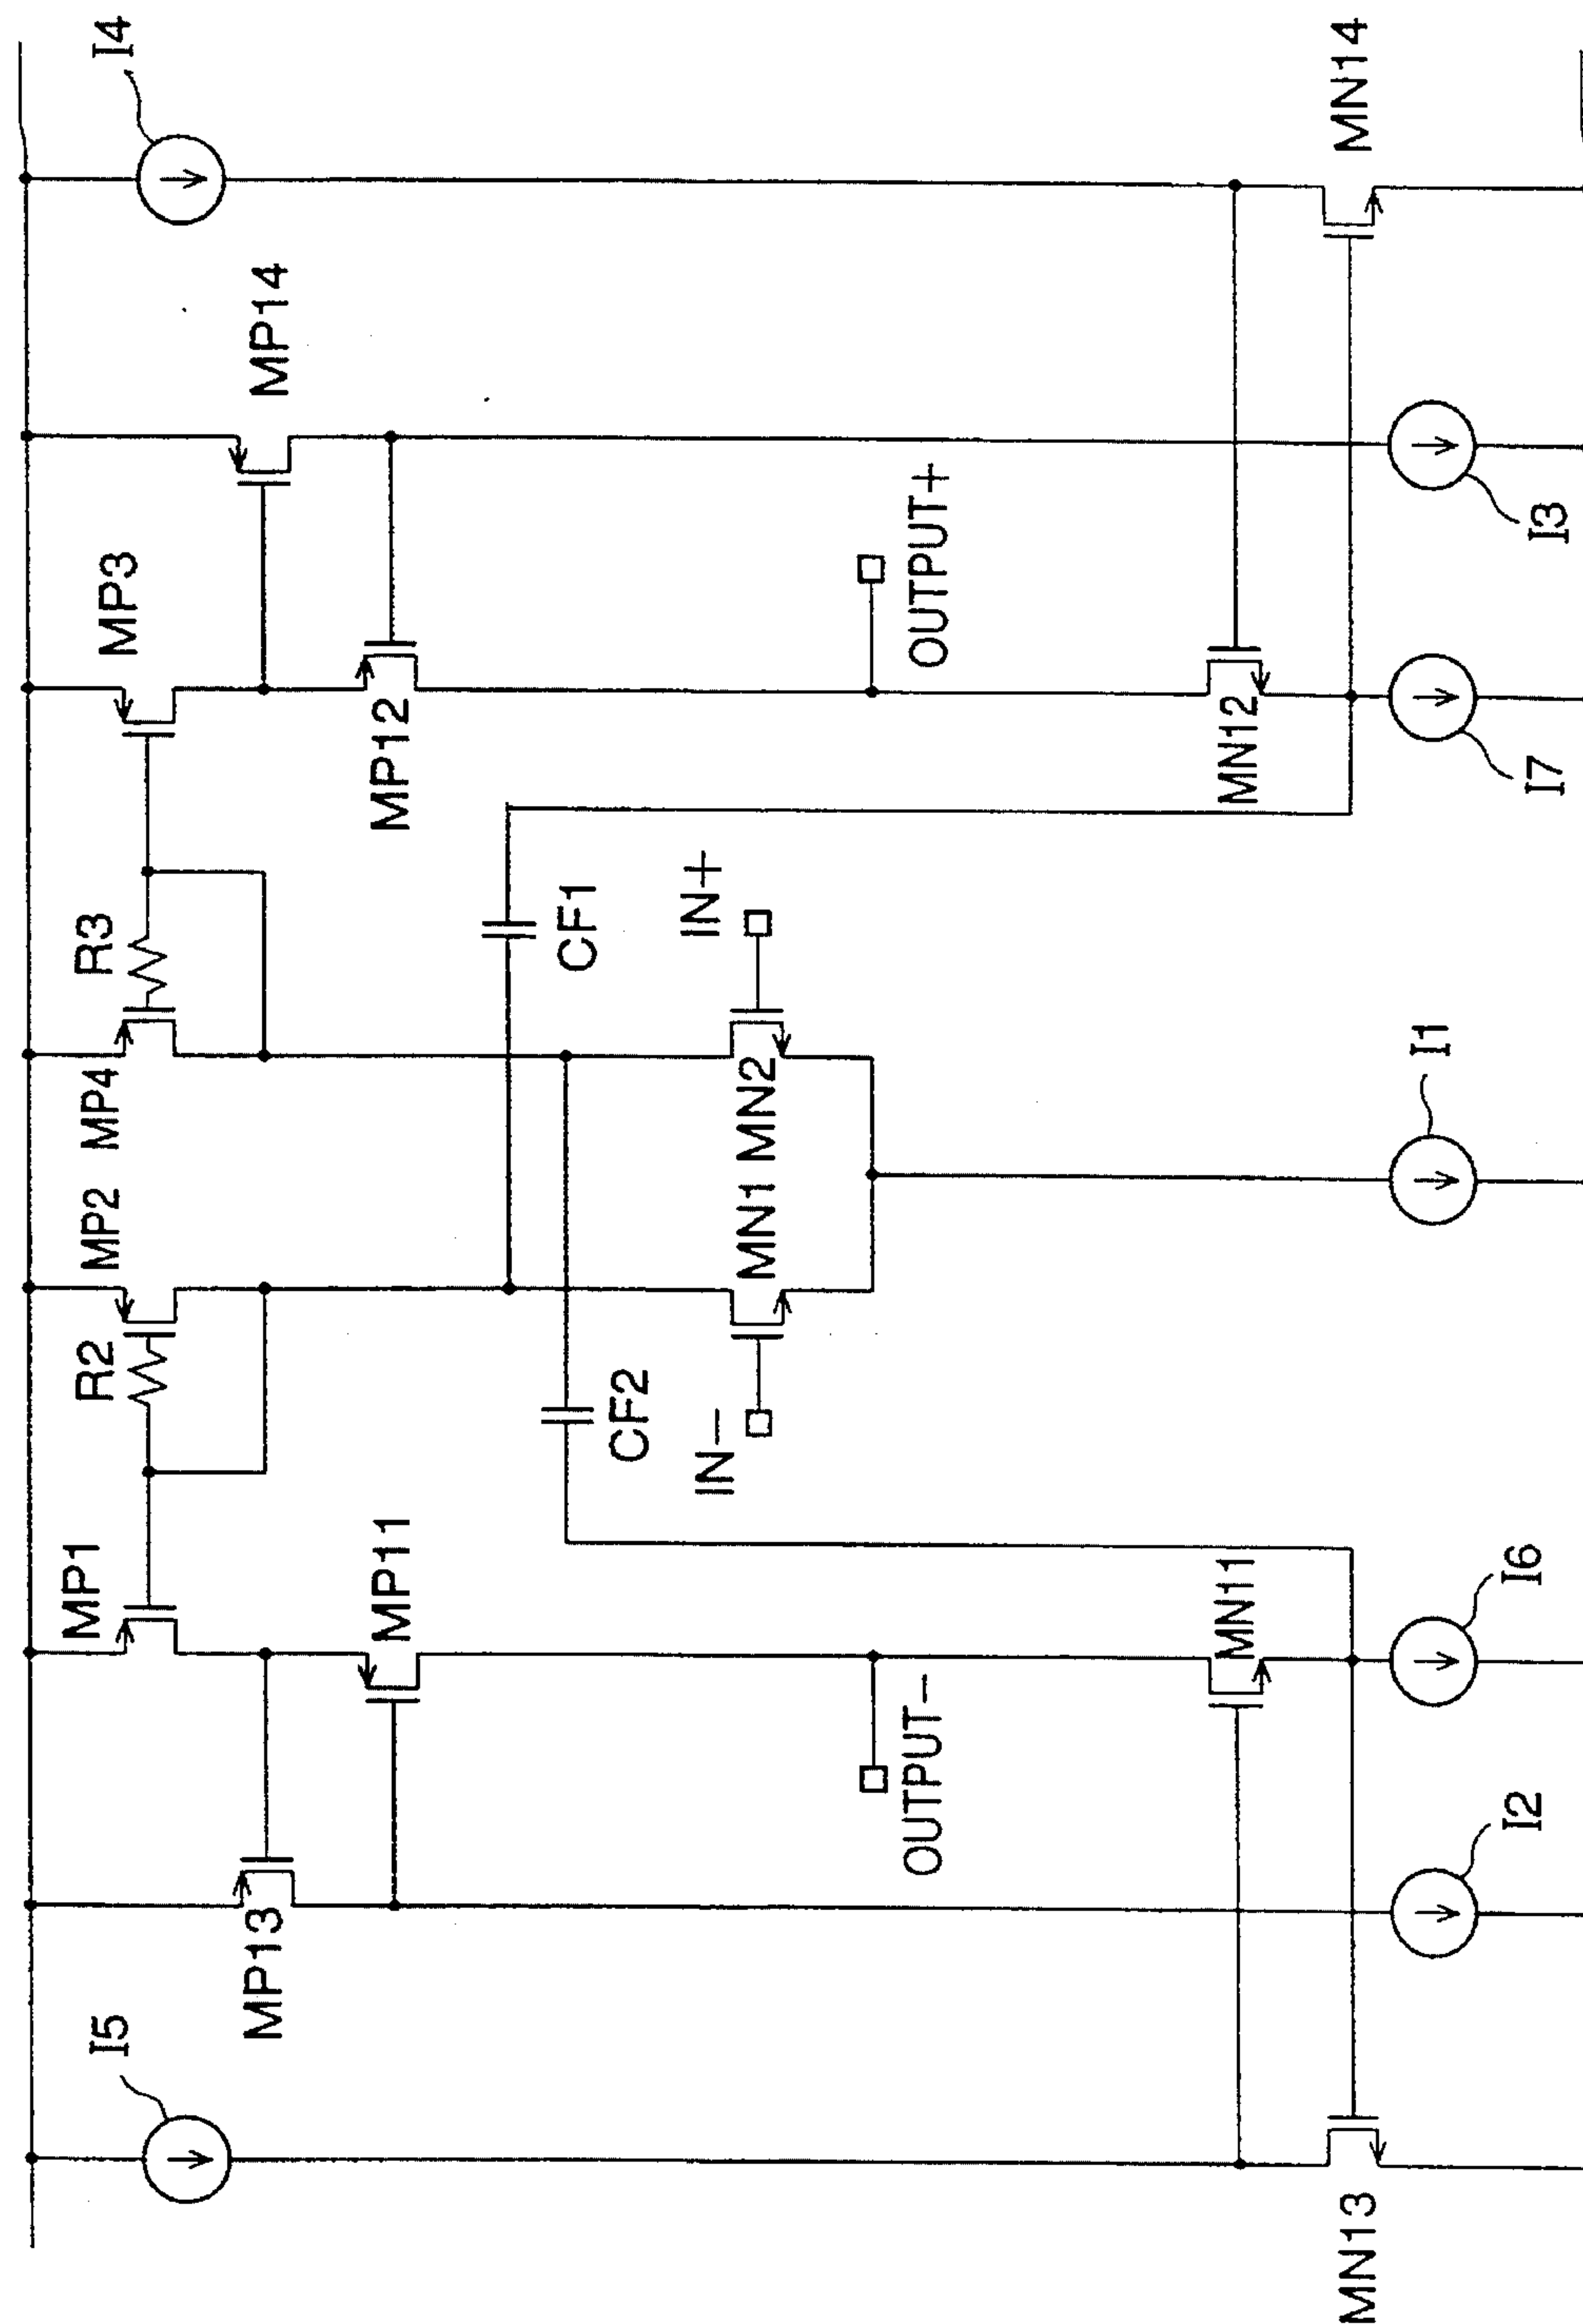 I4
MN14
MP14
MP3
OUTPUT+
I3
MP12
MN12
I7
R3
CF1
IN+
MP4
MN2
I1
MP2
MN1
R2
CF2
IN-
MP1
MP11
MN11
I6
OUTPUT-
I2
MP13
I5
MN13